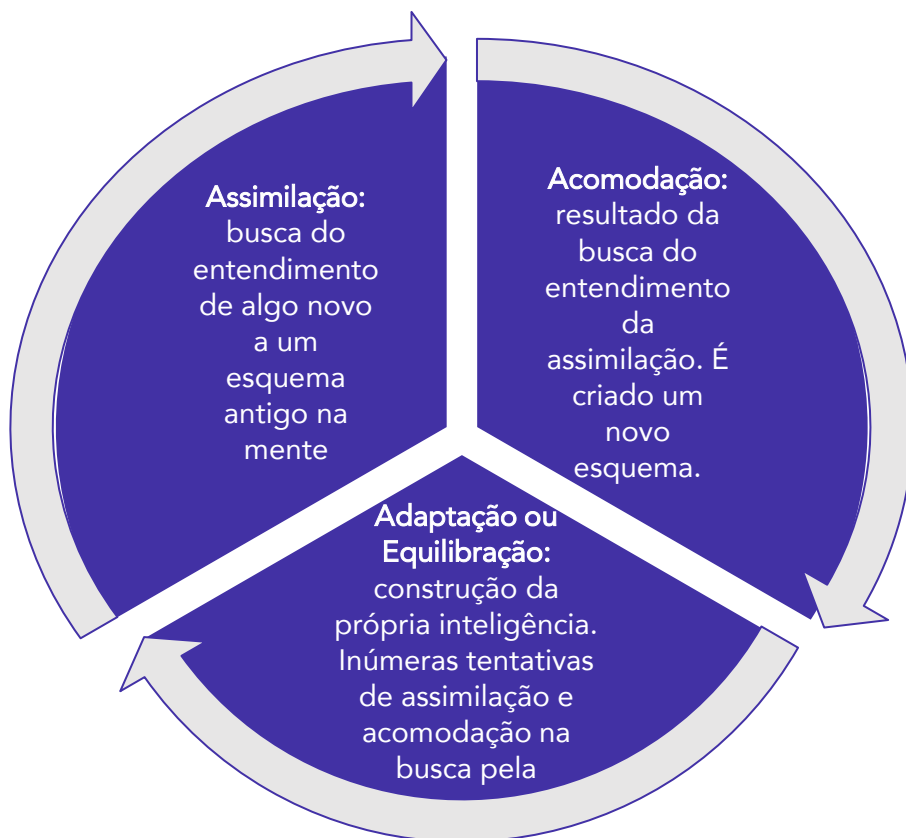 Assimilação:
busca do
entendimento
de algo novo
a um
esquema
antigo na
mente
Acomodação:
resultado da
busca do
entendimento
da
assimilação. É
criado um
novo
esquema.
Adaptação ou
Equilibração:
construção da
própria inteligência.
Inúmeras tentativas
de assimilação e
acomodação na
busca pela